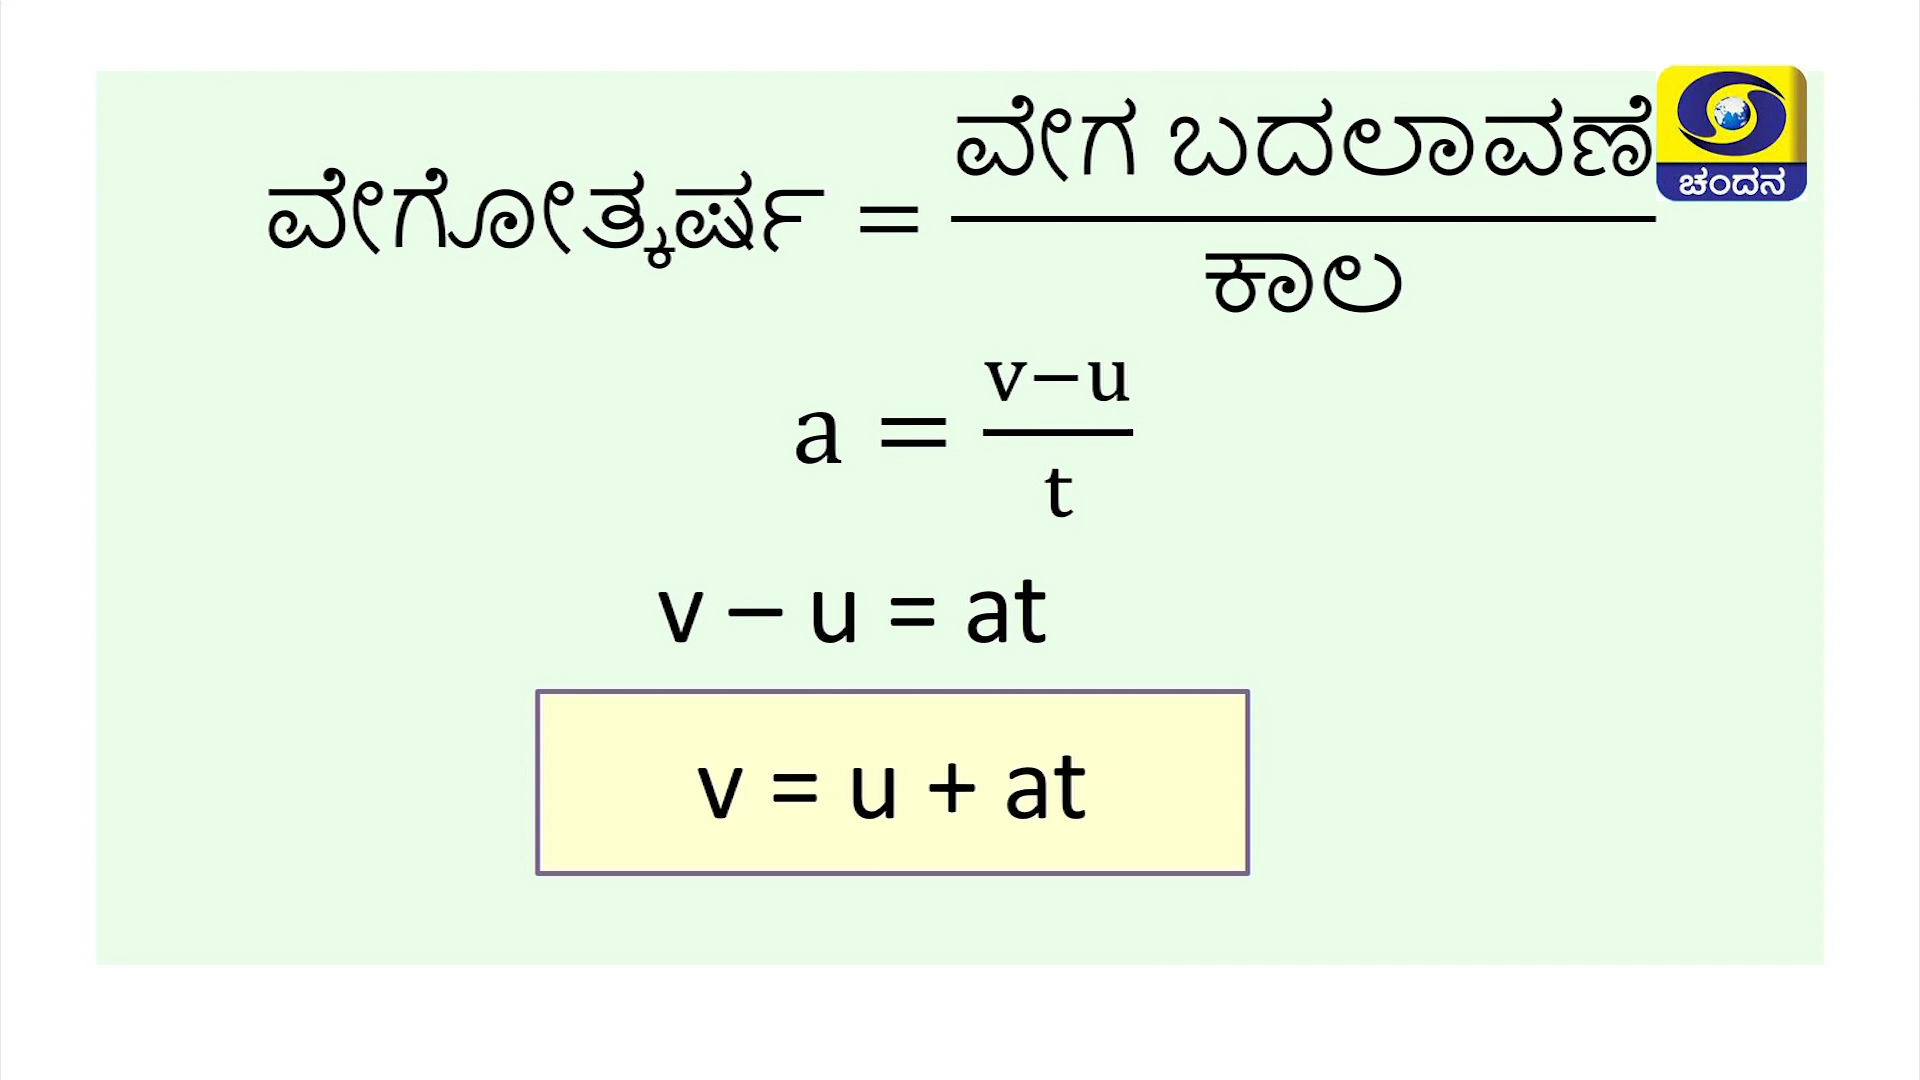 ವೇಗೋತ್ಕರ್ಷ = ವೇಗ ಬದಲಾವಣೆ / ಕಾಲ
ಚಂದನ
a = v−u / t
v – u = at
v = u + at